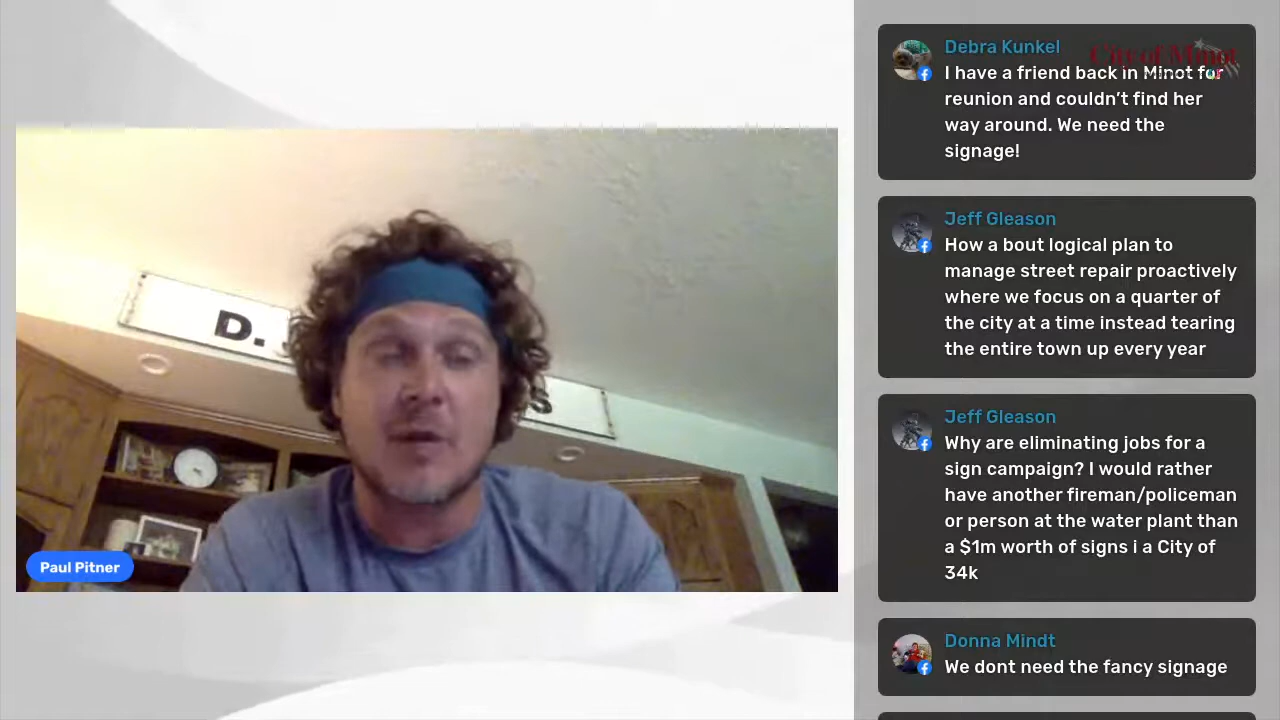 D.
S
Paul Pitner
City of Minot
Debra Kunkel
I have a friend back in Minot for
reunion and couldn’t find her
way around. We need the
signage!
Jeff Gleason
How a bout logical plan to
manage street repair proactively
where we focus on a quarter of
the city at a time instead tearing
the entire town up every year
Jeff Gleason
Why are eliminating jobs for a
sign campaign? I would rather
have another fireman/policeman
or person at the water plant than
a $1m worth of signs i a City of
34k
Donna Mindt
We dont need the fancy signage